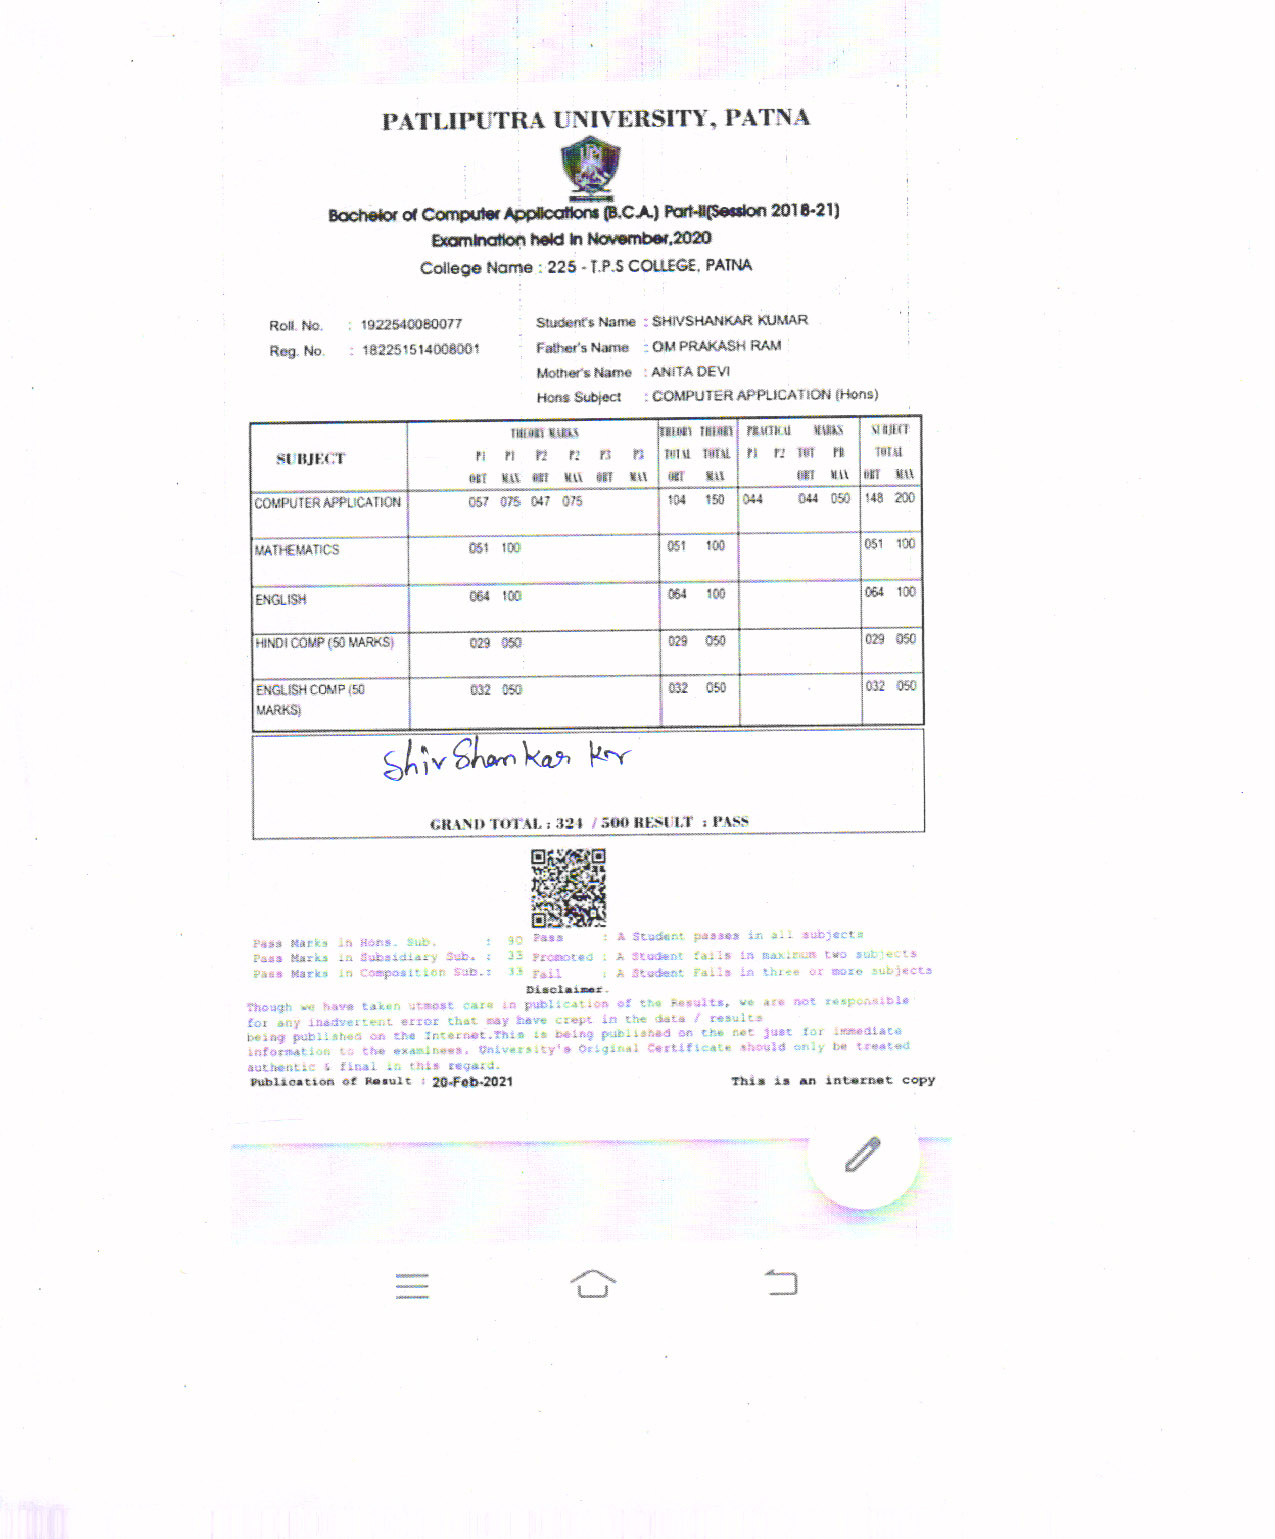 PATLIPUTRA UNIVERSITY, PATNA
Bachelor of Computer Applications (B.C.A.) Part-II(Session 2018-21)
Examination held in November,2020
College Name : 225 - T.P.S COLLEGE, PATNA
Roll. No. : 1922540080077 Student's Name : SHIVSHANKAR KUMAR
Reg. No. : 182251514008001 Father's Name : OM PRAKASH RAM
Mother's Name : ANITA DEVI
Hons Subject : COMPUTER APPLICATION (Hons)
THEORY MARKS THEORY THEORY PRACTICAL MARKS SUBJECT
SUBJECT P1 P1 P2 P2 P3 P3 TOTAL TOTAL P1 P2 TOT PR TOTAL
OBT MAX OBT MAX OBT MAX OBT MAX OBT MAX OBT MAX
COMPUTER APPLICATION 057 075 047 075 104 150 044 044 050 148 200
MATHEMATICS 051 100 051 100 051 100
ENGLISH 064 100 064 100 064 100
HINDI COMP (50 MARKS) 029 050 029 050 029 050
ENGLISH COMP (50 032 050 032 050 032 050
MARKS)
ShivShankar Kr
GRAND TOTAL : 324 / 500 RESULT : PASS
Pass Marks in Hons. Sub. : 90 Pass : A Student passes in all subjects
Pass Marks in Subsidiary Sub. : 33 Promoted : A Student fails in maximum two subjects
Pass Marks in Composition Sub.: 33 Fail : A Student Fails in three or more subjects
Disclaimer.
Though we have taken utmost care in publication of the Results, we are not responsible
for any inadvertent error that may have crept in the data / results
being published on the Internet.This is being published on the net just for immediate
information to the examinees. University's Original Certificate should only be treated
authentic & final in this regard.
Publication of Result : 20-Feb-2021 This is an internet copy